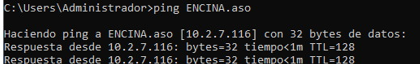 C:\Users\Administrador>ping ENCINA.aso
Haciendo ping a ENCINA.aso [10.2.7.116] con 32 bytes de datos:
Respuesta desde 10.2.7.116: bytes=32 tiempo<1m TTL=128
Respuesta desde 10.2.7.116: bytes=32 tiempo<1m TTL=128